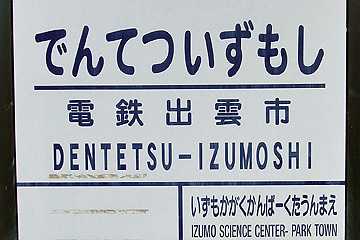 でんてついずもし
電鉄出雲市
DENTETSU-IZUMOSHI
いずもかがくかんぱーくたうんまえ
IZUMO SCIENCE CENTER- PARK TOWN